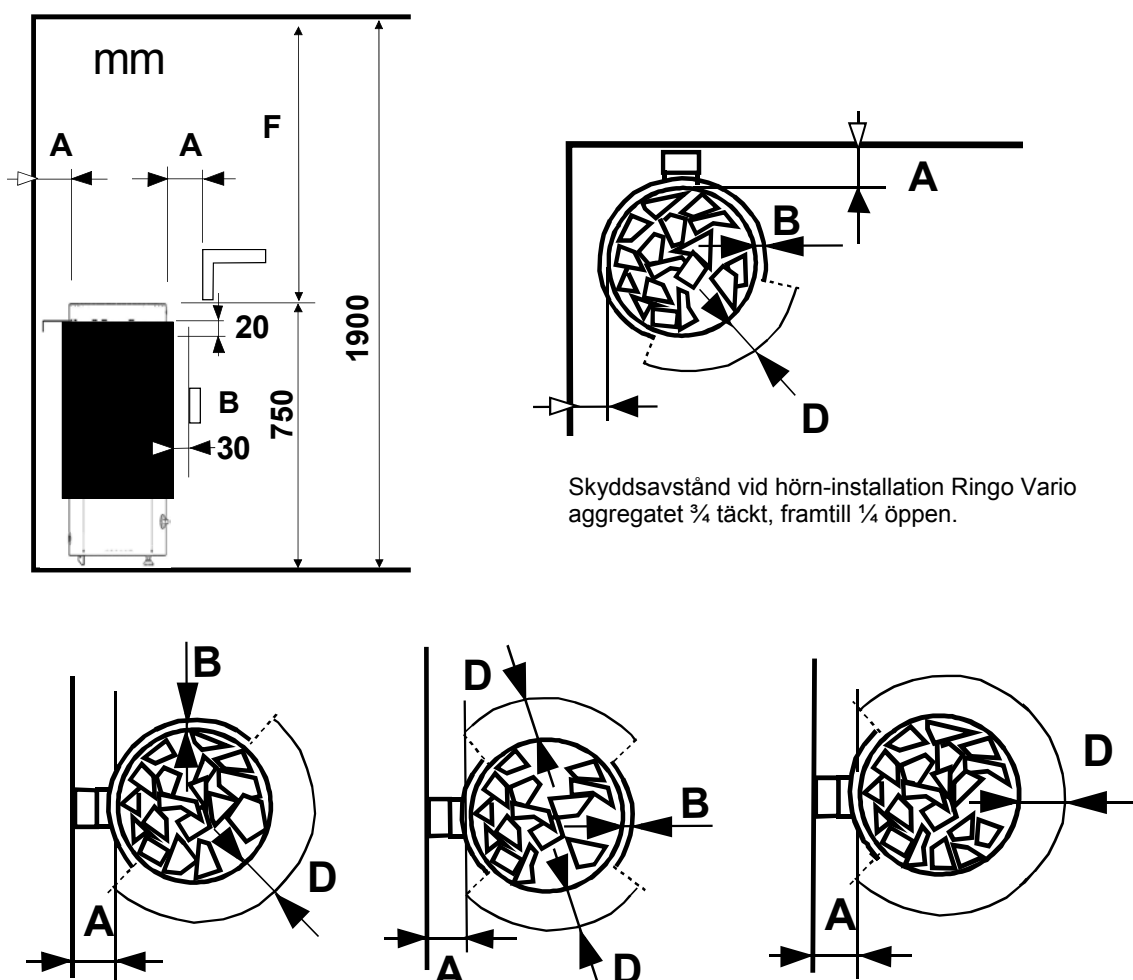 mm
F
A
A
20
B
30
750
1900
A
B
D
Skyddsavstånd vid hörn-installation Ringo Vario
aggregatet ¾ täckt, framtill ¼ öppen.
B
D
A
D
B
A
D
D
A